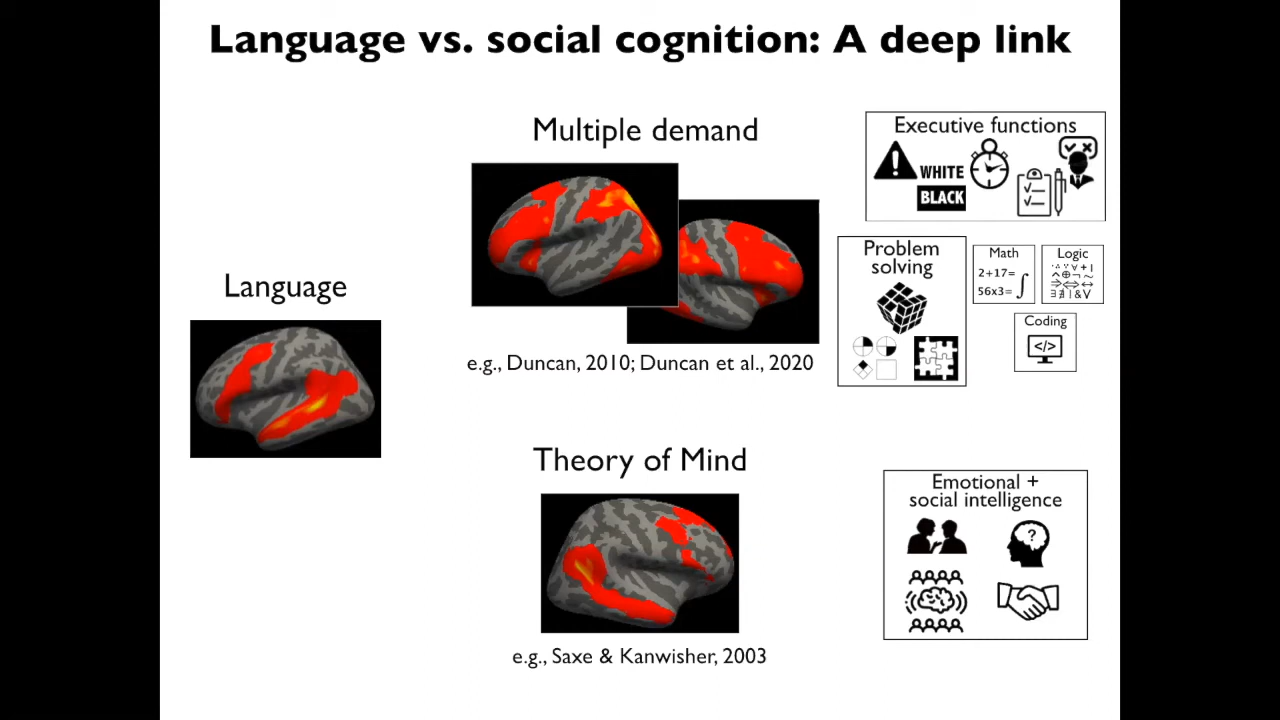 Language vs. social cognition: A deep link
Multiple demand
e.g., Duncan, 2010; Duncan et al., 2020
Language
Theory of Mind
e.g., Saxe & Kanwisher, 2003
Executive functions
WHITE
BLACK
Problem
solving
Math
2+17=
56x3=
∫
Logic
Coding
</>
Emotional +
social intelligence
?